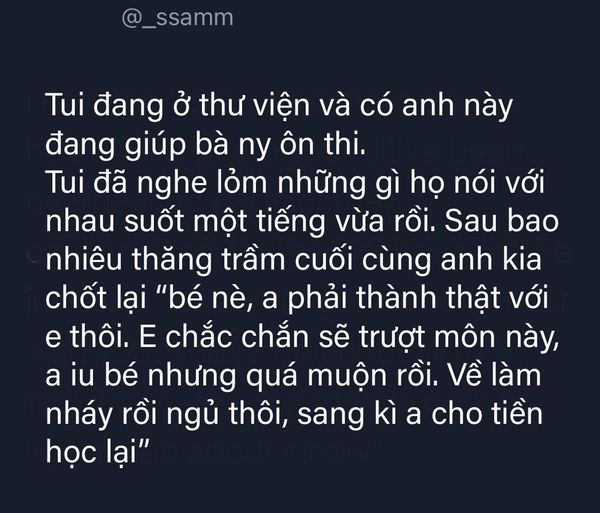 @_ssamm
Tui đang ở thư viện và có anh này
đang giúp bà ny ôn thi.
Tui đã nghe lỏm những gì họ nói với
nhau suốt một tiếng vừa rồi. Sau bao
nhiêu thăng trầm cuối cùng anh kia
chốt lại “bé nè, a phải thành thật với
e thôi. E chắc chắn sẽ trượt môn này,
a iu bé nhưng quá muộn rồi. Về làm
nháy rồi ngủ thôi, sang kì a cho tiền
học lại”